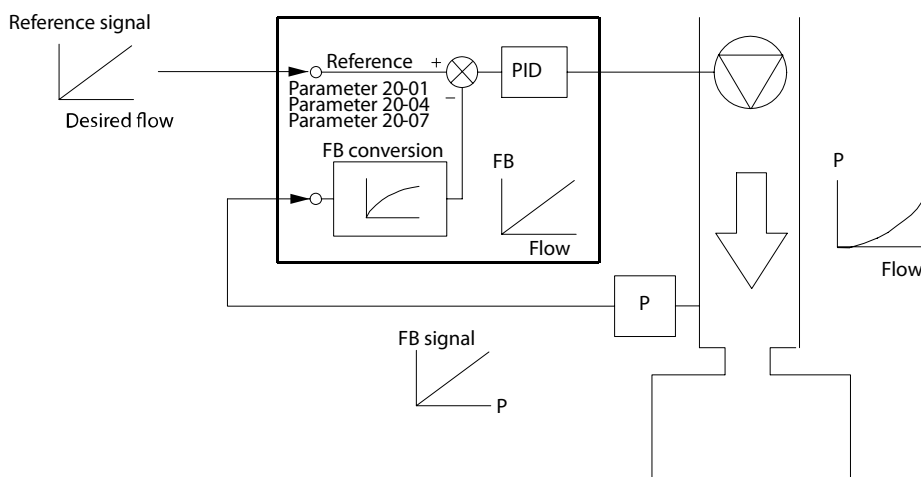 Reference signal
Desired flow
Reference
+
PID
Parameter 20-01
Parameter 20-04
Parameter 20-07
−
FB conversion
FB
Flow
P
Flow
P
FB signal
P